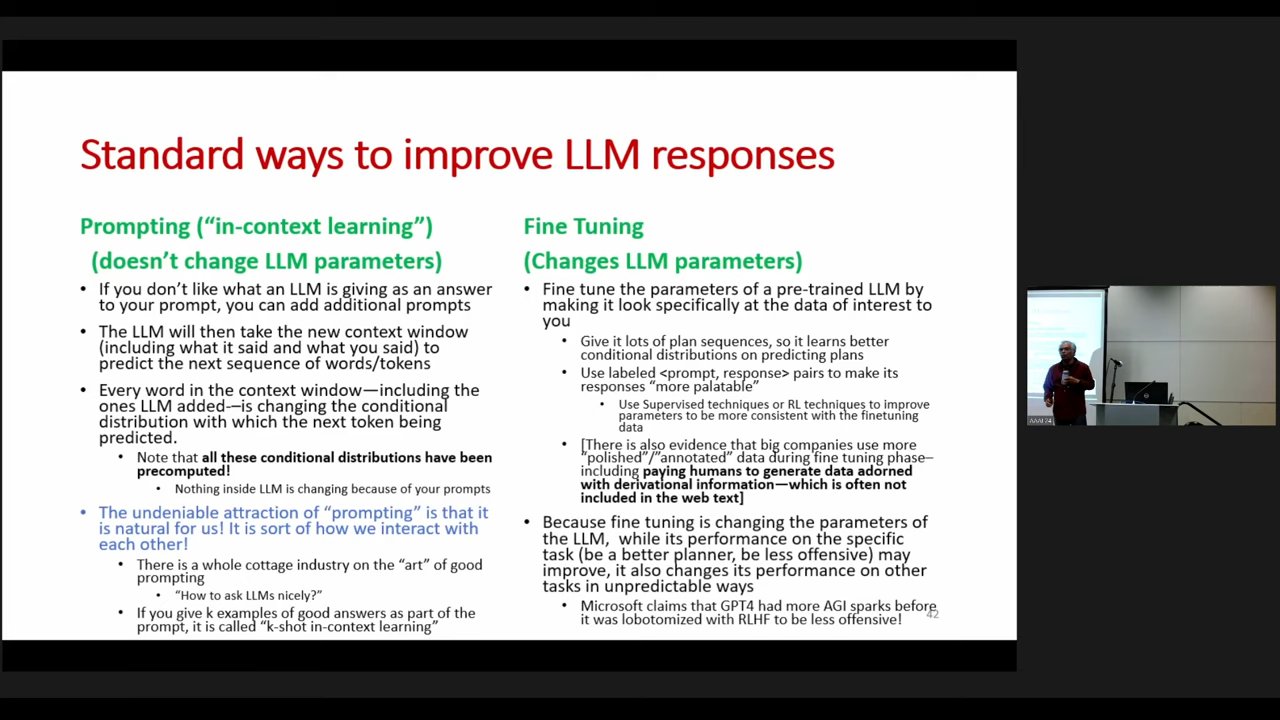 Standard ways to improve LLM responses
Prompting (“in-context learning”)
(doesn’t change LLM parameters)
• If you don’t like what an LLM is giving as an answer
to your prompt, you can add additional prompts
• The LLM will then take the new context window
(including what it said and what you said) to
predict the next sequence of words/tokens
• Every word in the context window—including the
ones LLM added-–is changing the conditional
distribution with which the next token being
predicted.
• Note that all these conditional distributions have been
precomputed!
• Nothing inside LLM is changing because of your prompts
• The undeniable attraction of “prompting” is that it
is natural for us! It is sort of how we interact with
each other!
• There is a whole cottage industry on the “art” of good
prompting
• “How to ask LLMs nicely?”
• If you give k examples of good answers as part of the
prompt, it is called “k-shot in-context learning”
Fine Tuning
(Changes LLM parameters)
• Fine tune the parameters of a pre-trained LLM by
making it look specifically at the data of interest to
you
• Give it lots of plan sequences, so it learns better
conditional distributions on predicting plans
• Use labeled <prompt, response> pairs to make its
responses “more palatable”
• Use Supervised techniques or RL techniques to improve
parameters to be more consistent with the finetuning
data
• [There is also evidence that big companies use more
“polished”/”annotated” data during fine tuning phase–
including paying humans to generate data adorned
with derivational information—which is often not
included in the web text]
• Because fine tuning is changing the parameters of
the LLM, while its performance on the specific
task (be a better planner, be less offensive) may
improve, it also changes its performance on other
tasks in unpredictable ways
• Microsoft claims that GPT4 had more AGI sparks before
it was lobotomized with RLHF to be less offensive!
42
AAAI 24